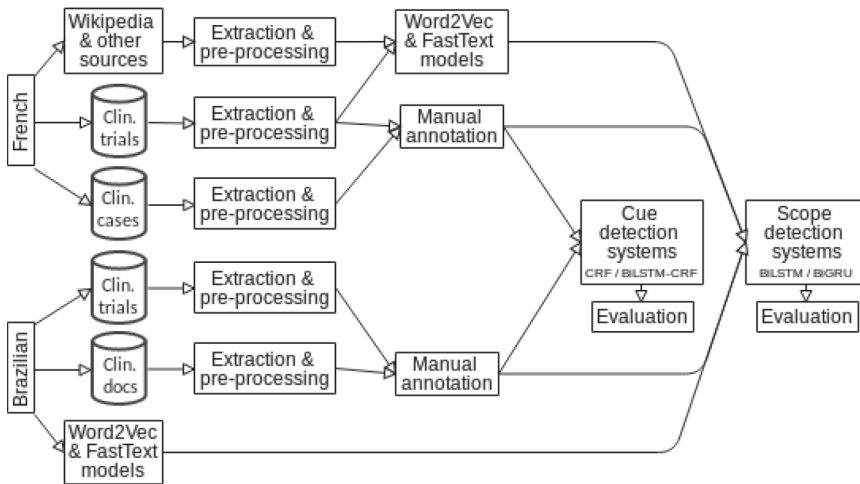 Wikipedia
& other
sources
Extraction &
pre-processing
Word2Vec
& FastText
models
French
Clin.
trials
Extraction &
pre-processing
Manual
annotation
Clin.
cases
Extraction &
pre-processing
Cue
detection
systems
CRF / BiLSTM-CRF
Evaluation
Scope
detection
systems
BiLSTM / BiGRU
Evaluation
Brazilian
Clin.
trials
Extraction &
pre-processing
Clin.
docs
Extraction &
pre-processing
Manual
annotation
Word2Vec
& FastText
models